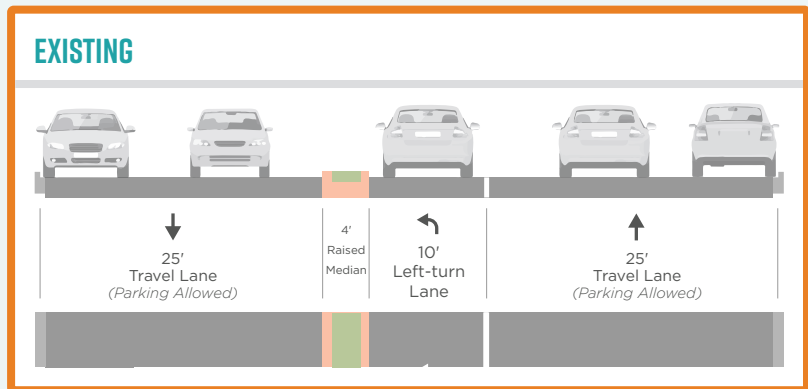 EXISTING
25'
Travel Lane
(Parking Allowed)
4'
Raised
Median
10'
Left-turn
Lane
25'
Travel Lane
(Parking Allowed)